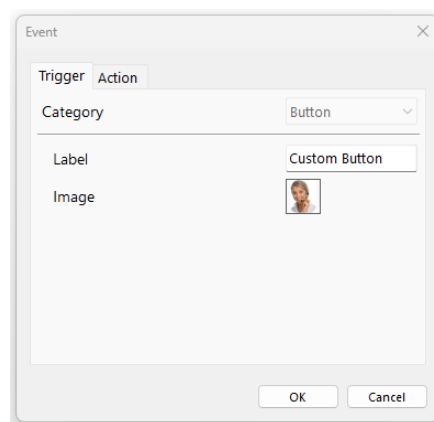 Event
Trigger Action
Category Button
Label Custom Button
Image
OK Cancel